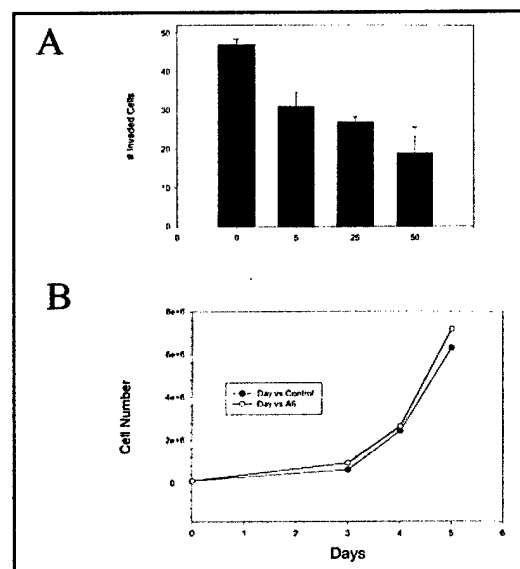 A
# Invaded Cells
50
40
30
20
10
0
0 0 5 25 50
B
Cell Number
8e+6
6e+6
4e+6
2e+6
0
Day vs Control
Day vs A6
0 1 2 3 4 5 6
Days